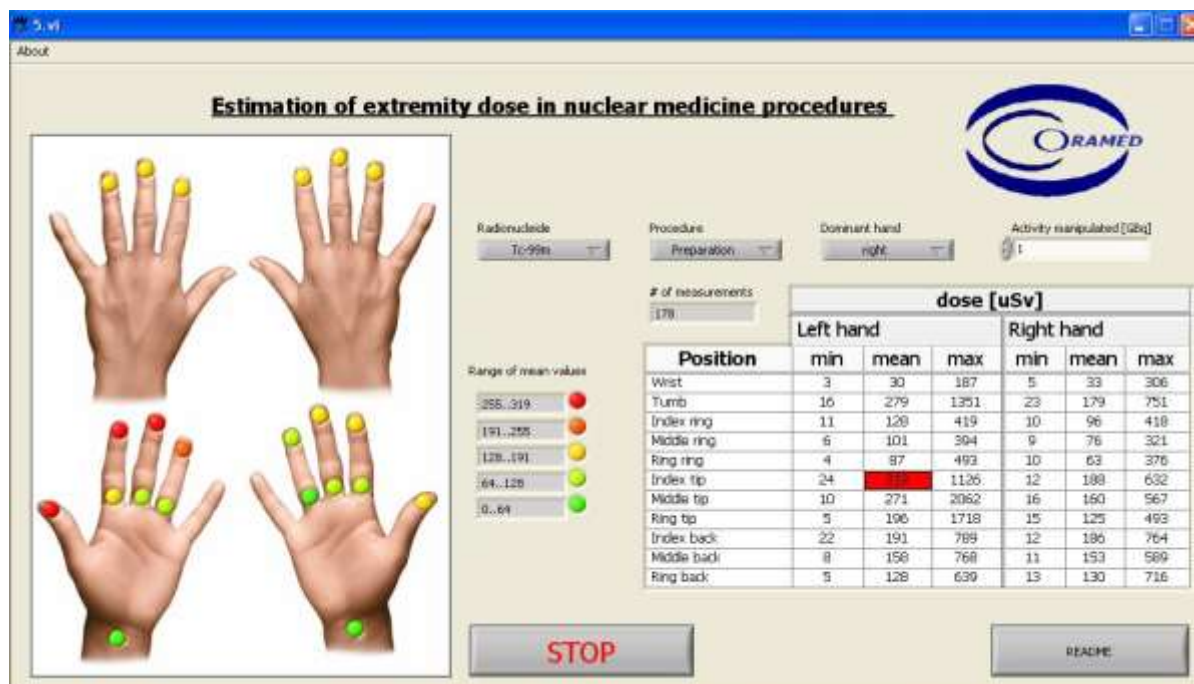 5.vi
About
Estimation of extremity dose in nuclear medicine procedures
ORAMED
Radionucleide
Procedure
Dominant hand
Activity manipulated [GBq]
Tc-99m
Preparation
right
1
# of measurements
178
dose [uSv]
Left hand Right hand
Position min mean max min mean max
Wrist 3 30 187 5 33 306
Tumb 16 279 1351 23 179 751
Index ring 11 128 419 10 96 418
Middle ring 6 101 394 9 76 321
Ring ring 4 87 493 10 63 376
Index tip 24 1126 12 188 632
Middle tip 10 271 2062 16 160 567
Ring tip 5 196 1718 15 125 493
Index back 22 191 789 12 186 764
Middle back 8 158 768 11 153 589
Ring back 5 128 639 13 130 716
Range of mean values
255..319
191..255
128..191
64..128
0..64
STOP
README